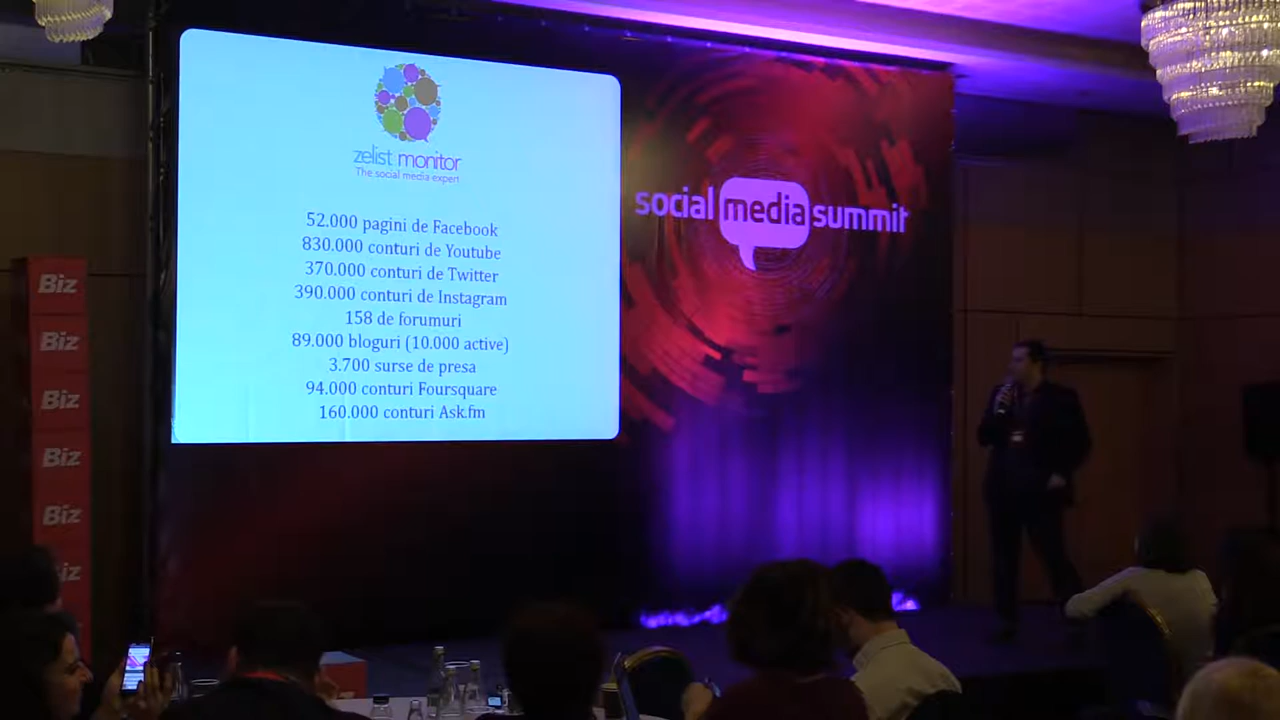 zelist monitor
The social media expert
52.000 pagini de Facebook
830.000 conturi de Youtube
370.000 conturi de Twitter
390.000 conturi de Instagram
158 de forumuri
89.000 bloguri (10.000 active)
3.700 surse de presa
94.000 conturi Foursquare
160.000 conturi Ask.fm
social media summit
Biz
Biz
Biz
Biz
Biz
iz